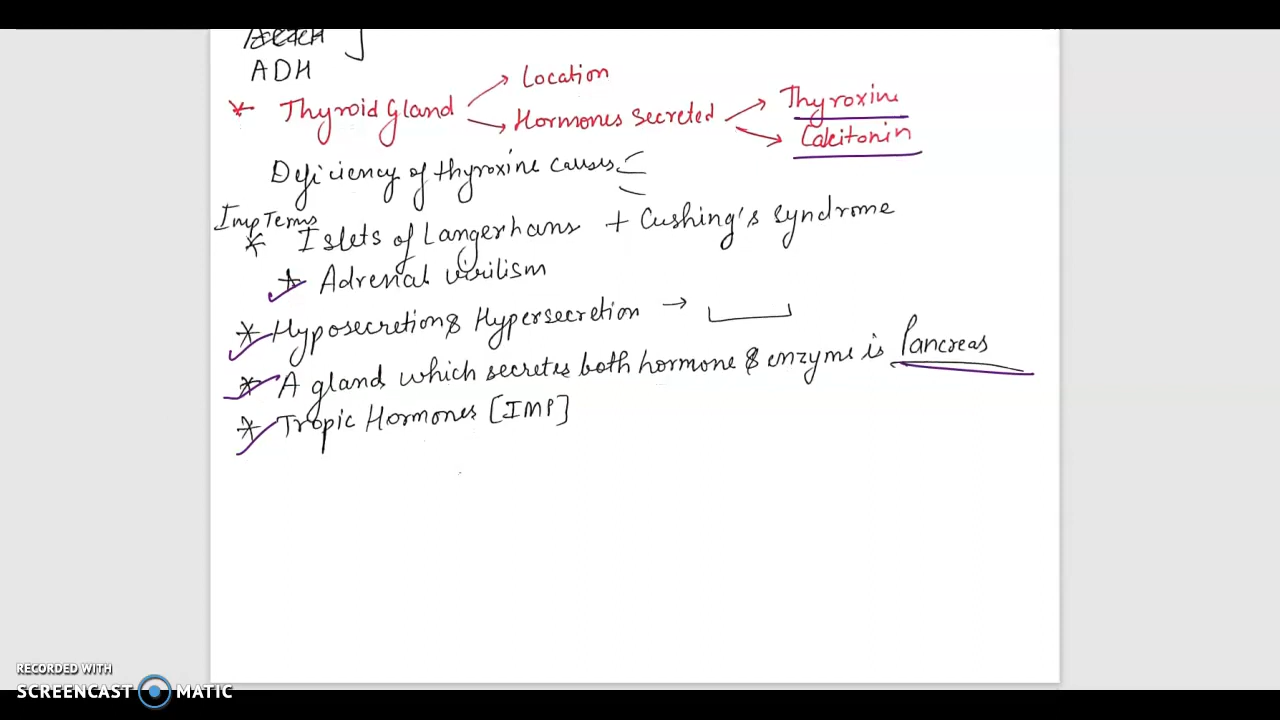 ADH
Location
* Thyroid Gland Hormones Secreted Thyroxine
Calcitonin
Deficiency of thyroxine causes
Imp Terms
* Islets of Langerhans + Cushing's syndrome
* Adrenal virilism
* Hyposecretion & Hypersecretion →
* A gland which secretes both hormone & enzyme is Pancreas
* Tropic Hormones [IMP]
RECORDED WITH
SCREENCAST MATIC